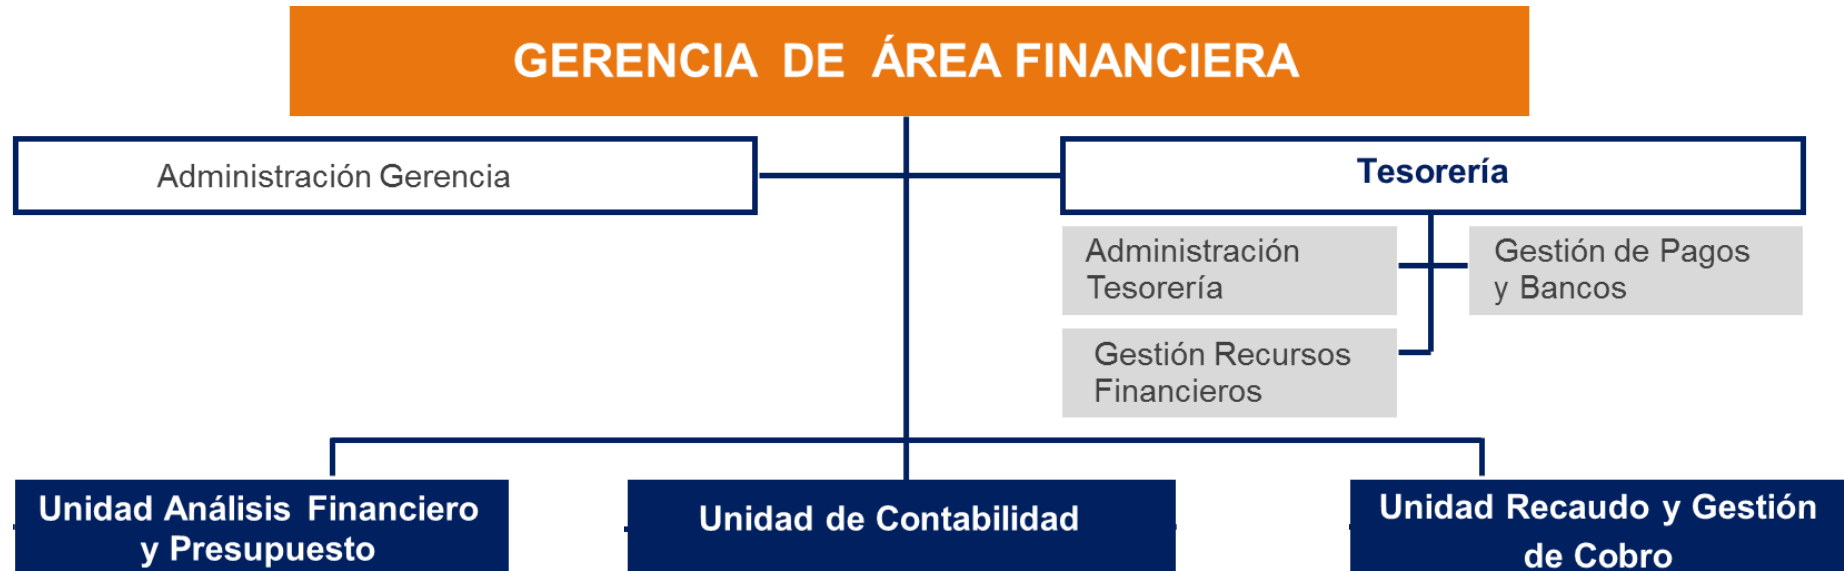 GERENCIA DE ÁREA FINANCIERA
Administración Gerencia
Tesorería
Administración
Tesorería
Gestión de Pagos
y Bancos
Gestión Recursos
Financieros
Unidad Análisis Financiero
y Presupuesto
Unidad de Contabilidad
Unidad Recaudo y Gestión
de Cobro